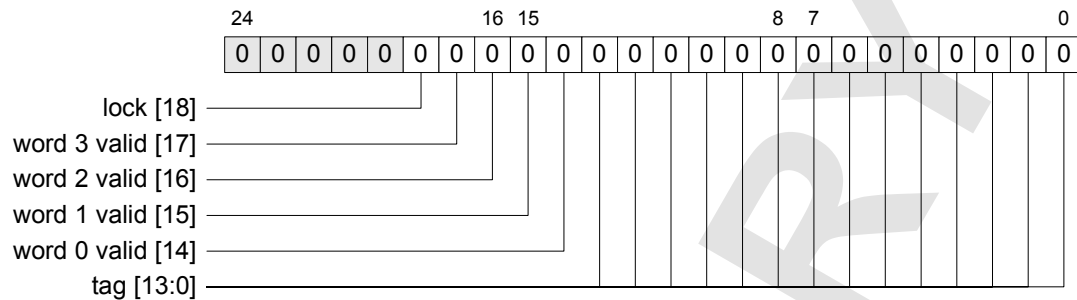 24 16 15 8 7 0
0 0 0 0 0 0 0 0 0 0 0 0 0 0 0 0 0 0 0 0 0 0 0 0
lock [18]
word 3 valid [17]
word 2 valid [16]
word 1 valid [15]
word 0 valid [14]
tag [13:0]
RY